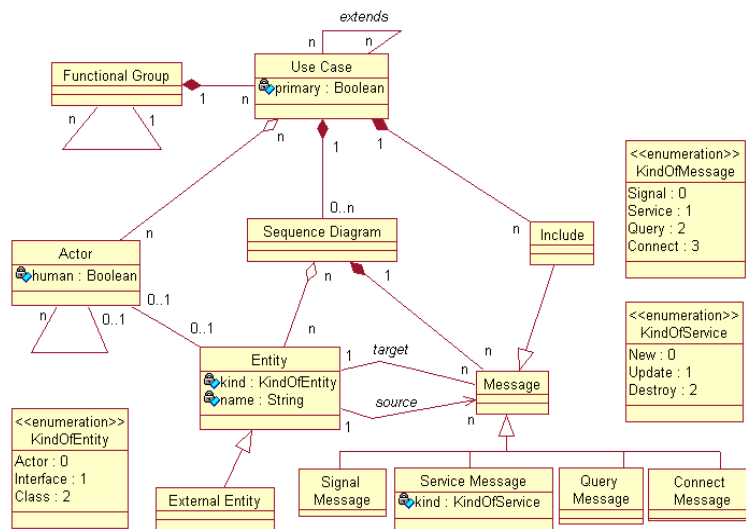 extends
n
n
Functional Group
1
n
n
1
Use Case
primary : Boolean
n
1
1
<<enumeration>>
KindOfMessage
Signal : 0
Service : 1
Query : 2
Connect : 3
0..n
n
n
Sequence Diagram
Include
Actor
human : Boolean
n
0..1
0..1
0..1
n
1
n
n
n
<<enumeration>>
KindOfService
New : 0
Update : 1
Destroy : 2
Entity
kind : KindOfEntity
name : String
1
target
n
source
1
n
Message
<<enumeration>>
KindOfEntity
Actor : 0
Interface : 1
Class : 2
External Entity
Signal
Message
Service Message
kind : KindOfService
Query
Message
Connect
Message